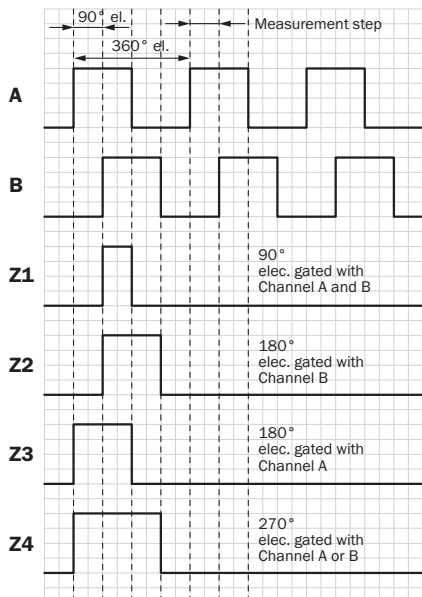 90° el.
Measurement step
360° el.
A
B
Z1
90°
elec. gated with
Channel A and B
Z2
180°
elec. gated with
Channel B
Z3
180°
elec. gated with
Channel A
Z4
270°
elec. gated with
Channel A or B